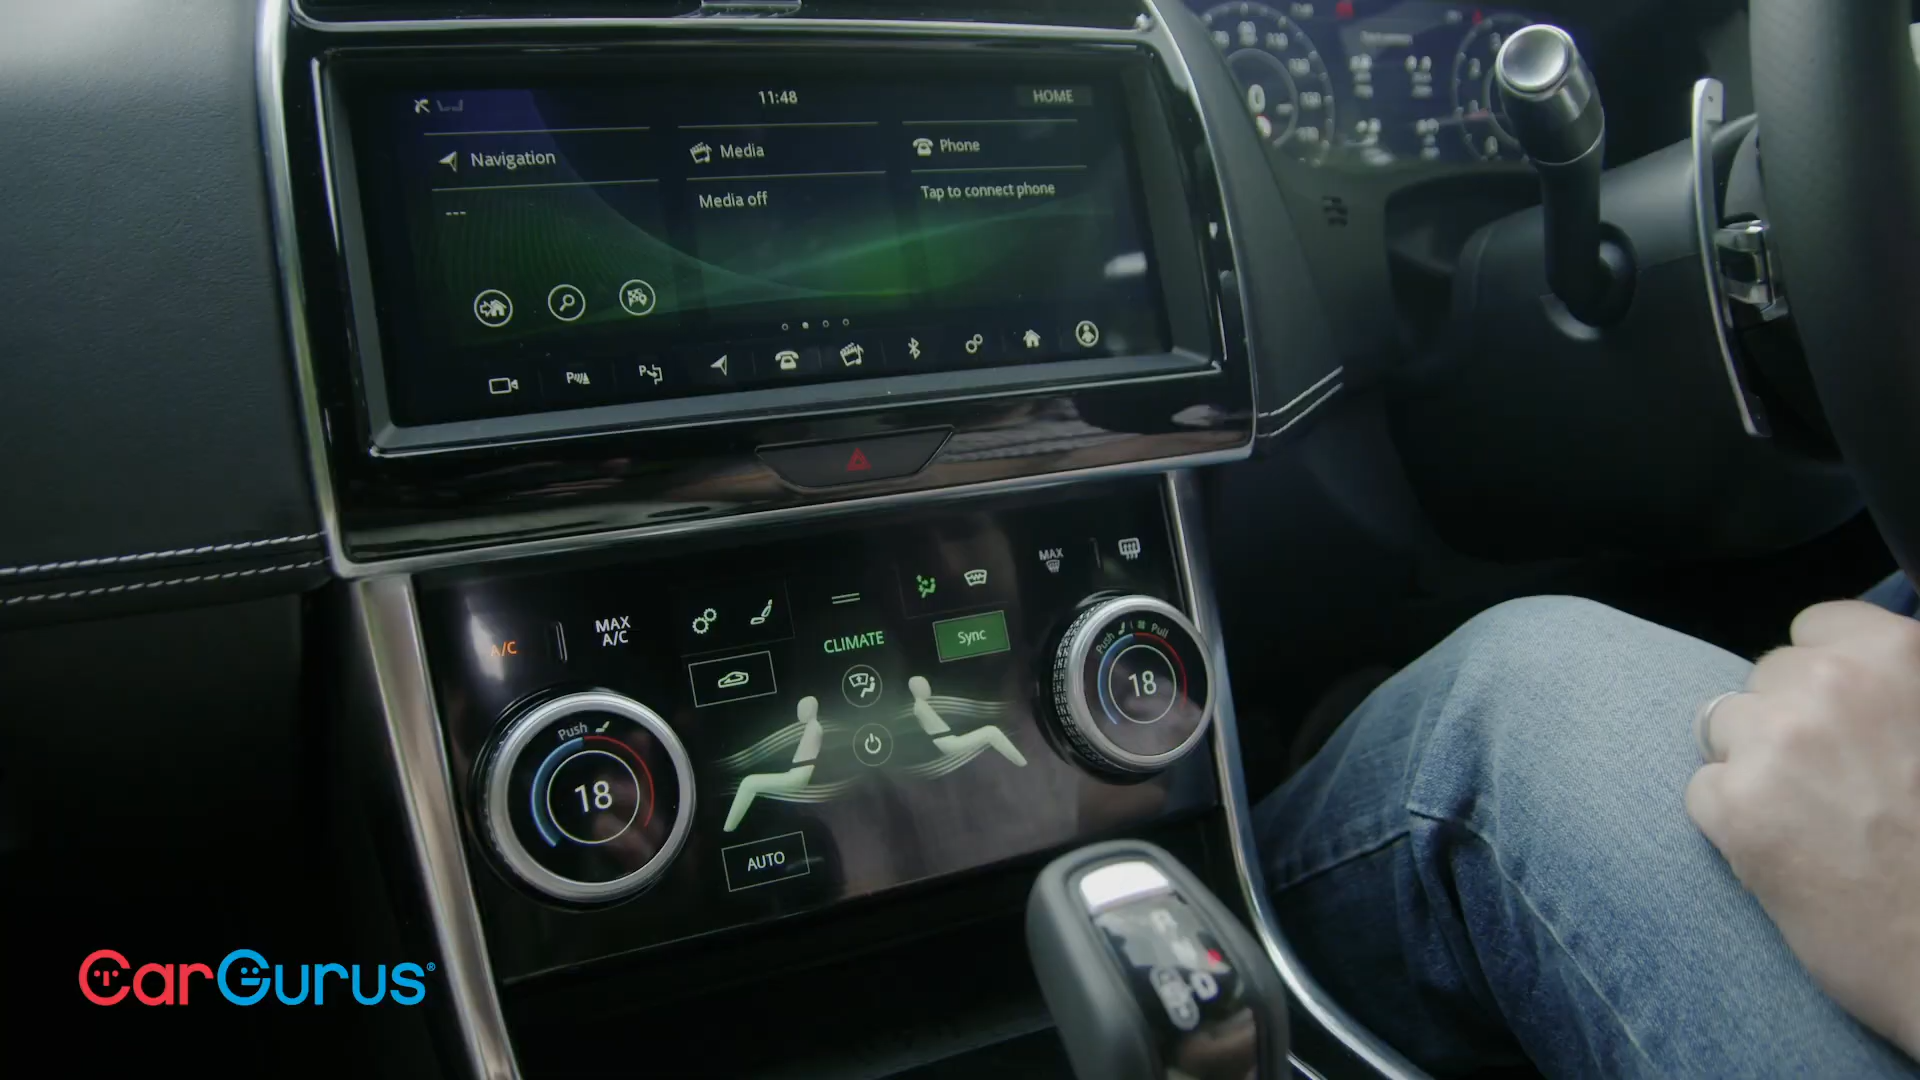 11:48
HOME
Navigation
Media
Phone
---
Media off
Tap to connect phone
A/C
MAX
A/C
CLIMATE
Sync
MAX
Push
18
Push
Pull
18
AUTO
CarGurus®